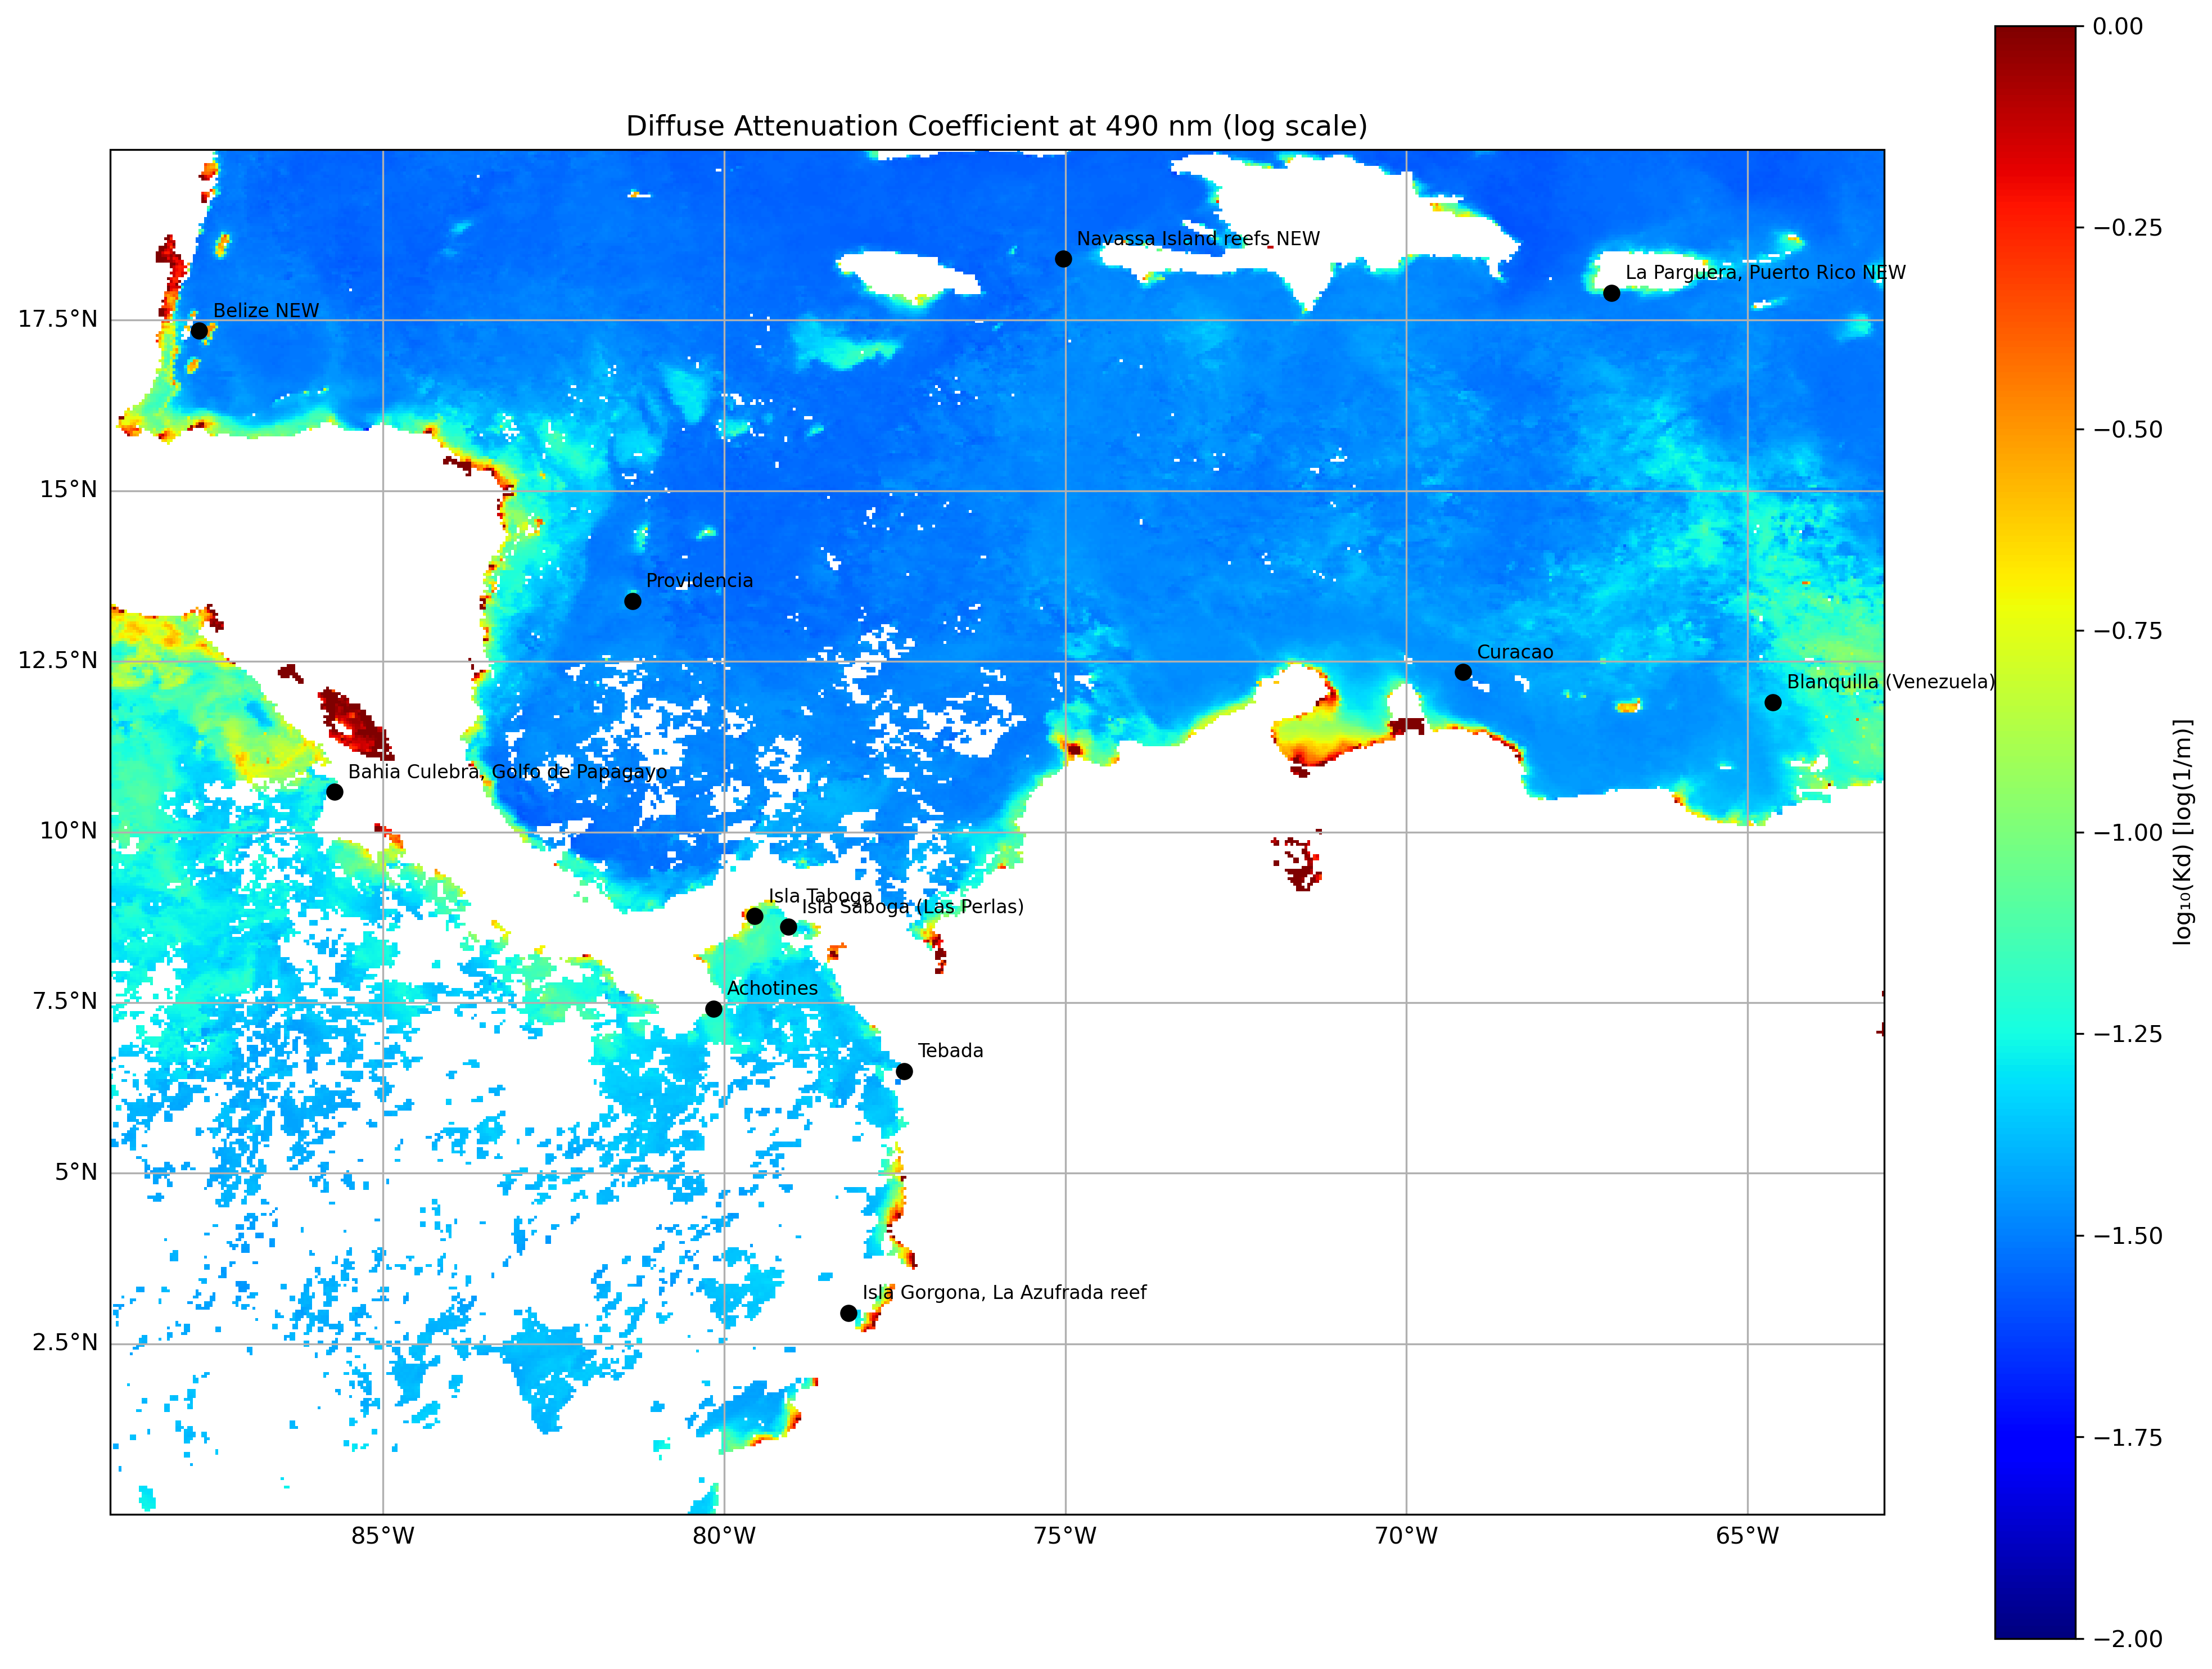 Diffuse Attenuation Coefficient at 490 nm (log scale)
0.00
−0.25
−0.50
−0.75
−1.00
−1.25
−1.50
−1.75
−2.00
log₁₀(Kd) [log(1/m)]
17.5°N
15°N
12.5°N
10°N
7.5°N
5°N
2.5°N
85°W
80°W
75°W
70°W
65°W
Navassa Island reefs NEW
La Parguera, Puerto Rico NEW
Belize NEW
Providencia
Curacao
Blanquilla (Venezuela)
Bahia Culebra, Golfo de Papagayo
Isla Taboga
Isla Saboga (Las Perlas)
Achotines
Tebada
Isla Gorgona, La Azufrada reef